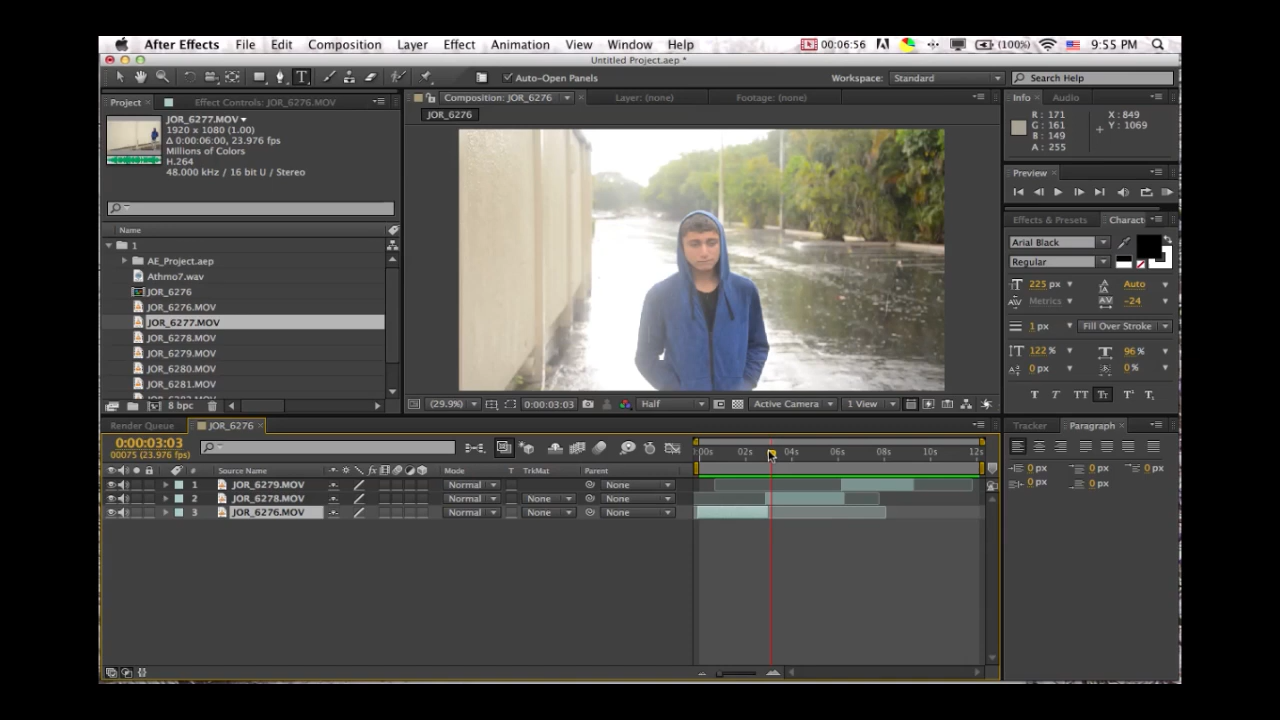 After Effects File Edit Composition Layer Effect Animation View Window Help 00:06:56 (100%) 9:55 PM
Untitled Project.aep *
T Auto-Open Panels Workspace: Standard Search Help
Project Effect Controls: JOR_6276.MOV Composition: JOR_6276 Layer: (none) Footage: (none) Info Audio
JOR_6276
JOR_6277.MOV
1920 x 1080 (1.00)
Δ 0:00:06:00, 23.976 fps
Millions of Colors
H.264
48.000 kHz / 16 bit U / Stereo
R : 171 X : 849
G : 161 Y : 1069
B : 149
A : 255
Preview
Name
1
AE_Project.aep
Athmo7.wav
JOR_6276
JOR_6276.MOV
JOR_6277.MOV
JOR_6278.MOV
JOR_6279.MOV
JOR_6280.MOV
JOR_6281.MOV
8 bpc
Effects & Presets Charact
Arial Black
Regular
225 px Auto
Metrics -24
1 px Fill Over Stroke
122 % 96 %
0 px 0 %
T T TT Tt T¹ T₁
(29.9%) 0:00:03:03 Half Active Camera 1 View
Render Queue JOR_6276 Tracker Paragraph
0:00:03:03
00075 (23.976 fps)
:00s 02s 04s 06s 08s 10s 12s
# Source Name fx Mode T TrkMat Parent
1 JOR_6279.MOV Normal None
2 JOR_6278.MOV Normal None None
3 JOR_6276.MOV Normal None None
0 px 0 px 0 px
0 px 0 px